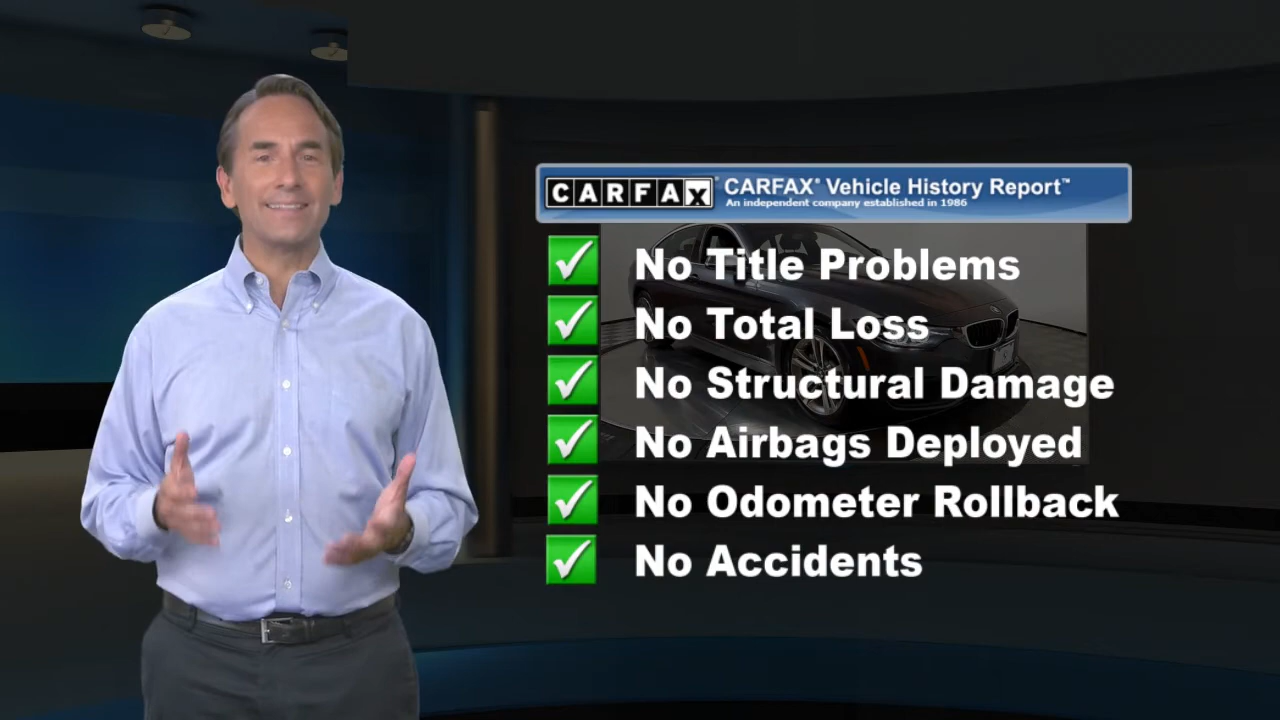 CARFAX® CARFAX® Vehicle History Report™
An independent company established in 1986
No Title Problems
No Total Loss
No Structural Damage
No Airbags Deployed
No Odometer Rollback
No Accidents